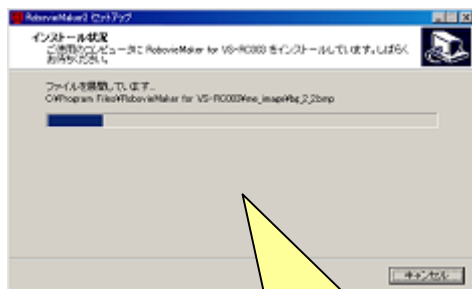 RobovieMaker2 セットアップ
インストール状況
ご使用のコンピュータに RobovieMaker for VS-RC003 をインストールしています。しばらく
お待ちください。
ファイルを展開しています...
C:¥Program Files¥RobovieMaker for VS-RC003¥me_image¥bg_2_2.bmp
キャンセル